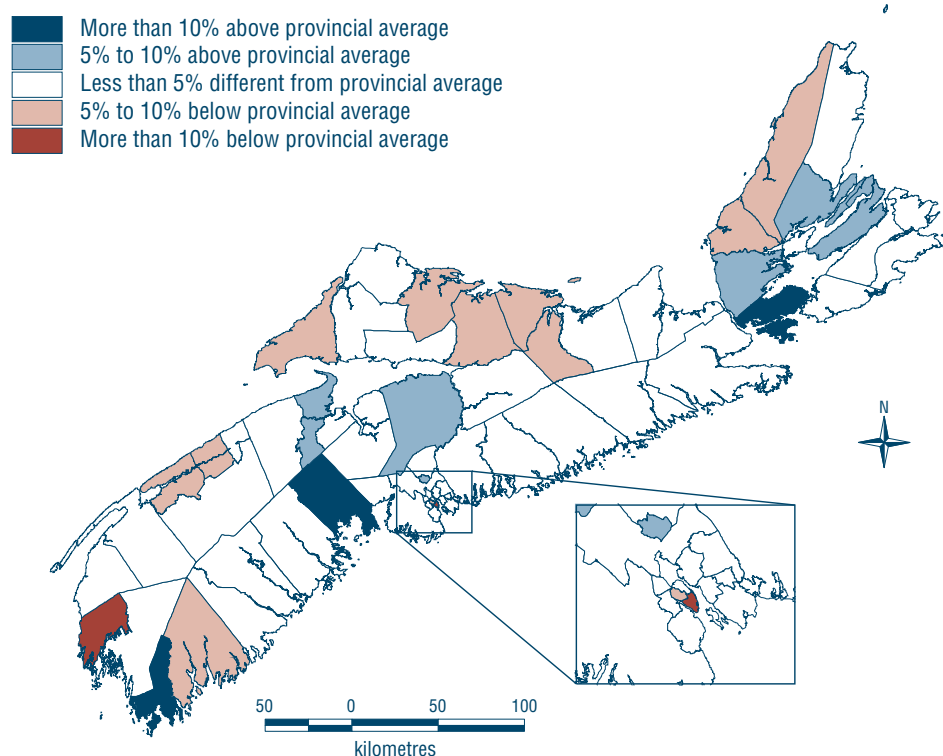 More than 10% above provincial average
5% to 10% above provincial average
Less than 5% different from provincial average
5% to 10% below provincial average
More than 10% below provincial average
N
50 0 50 100
kilometres